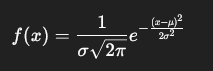 f(x) = \frac{1}{\sigma\sqrt{2\pi}} e^{-\frac{(x-\mu)^2}{2\sigma^2}}